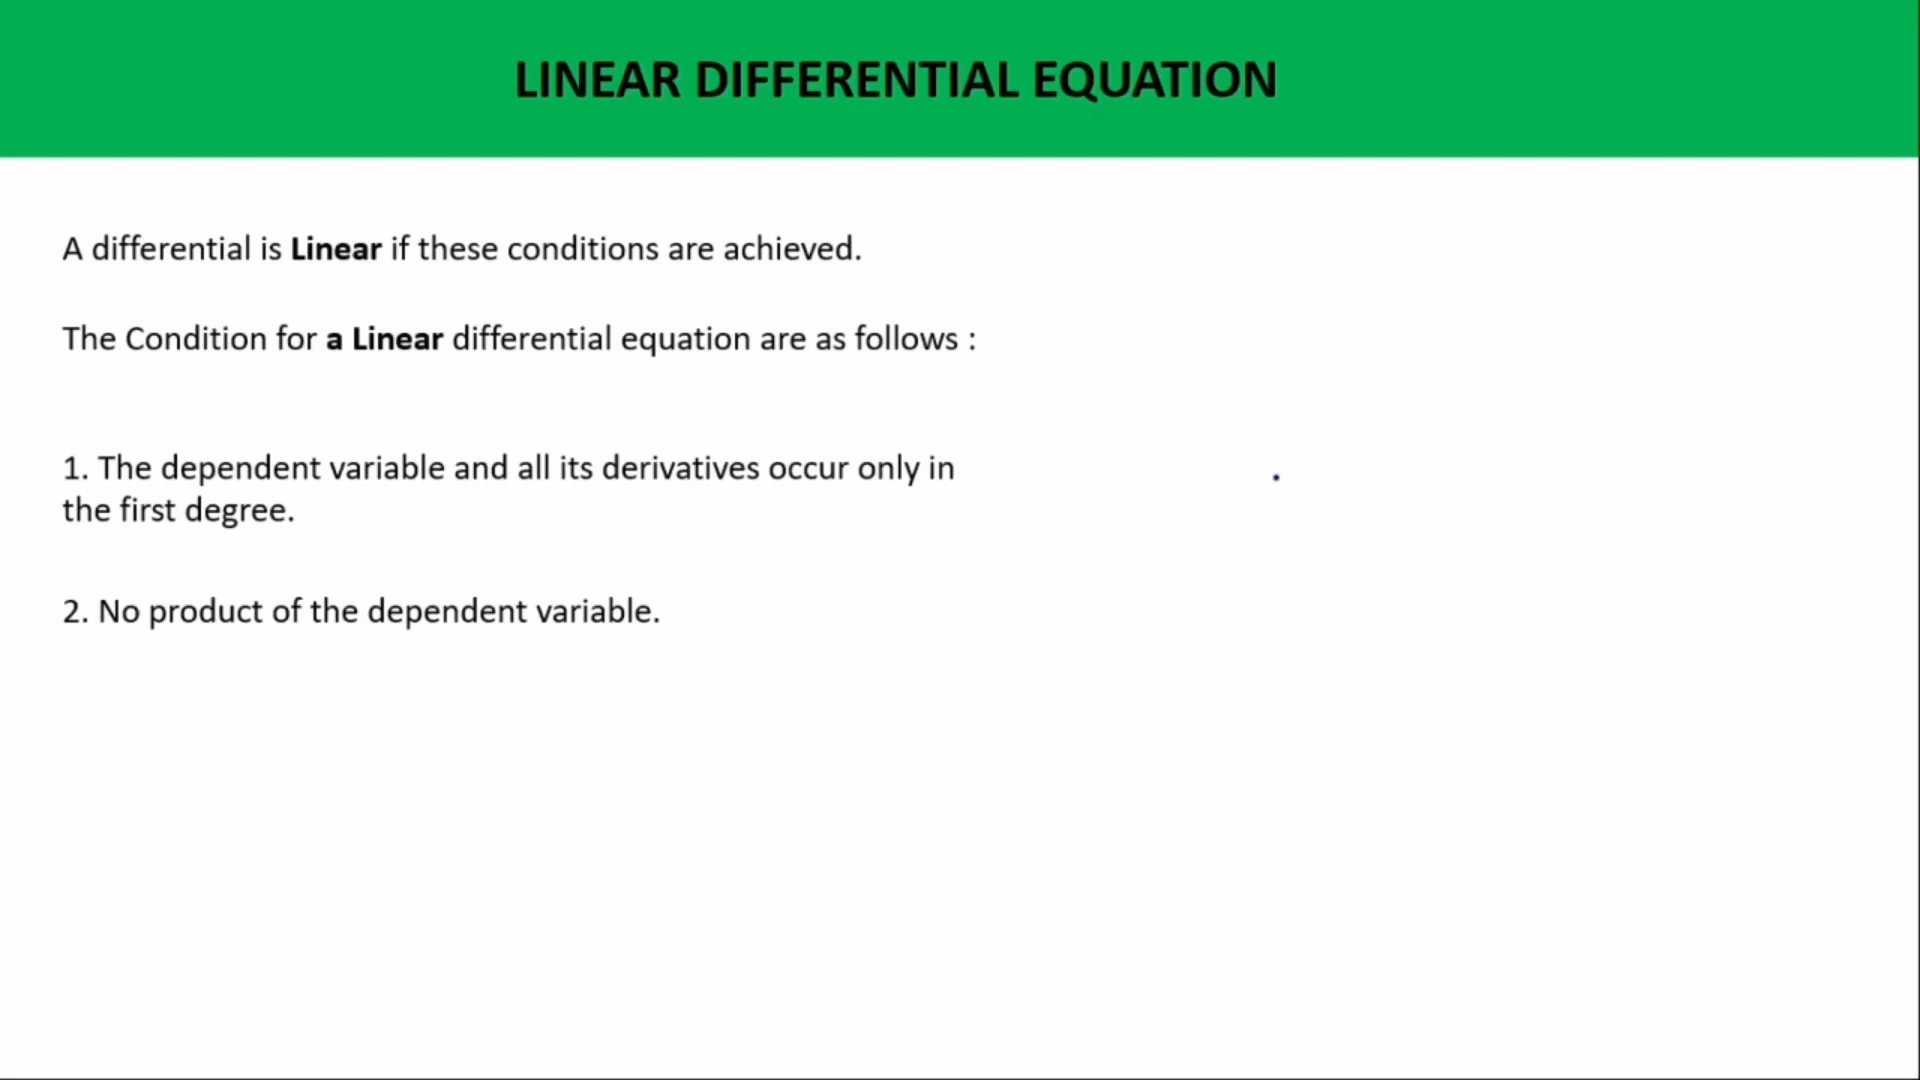 LINEAR DIFFERENTIAL EQUATION
A differential is Linear if these conditions are achieved.
The Condition for a Linear differential equation are as follows :
1. The dependent variable and all its derivatives occur only in
the first degree.
2. No product of the dependent variable.